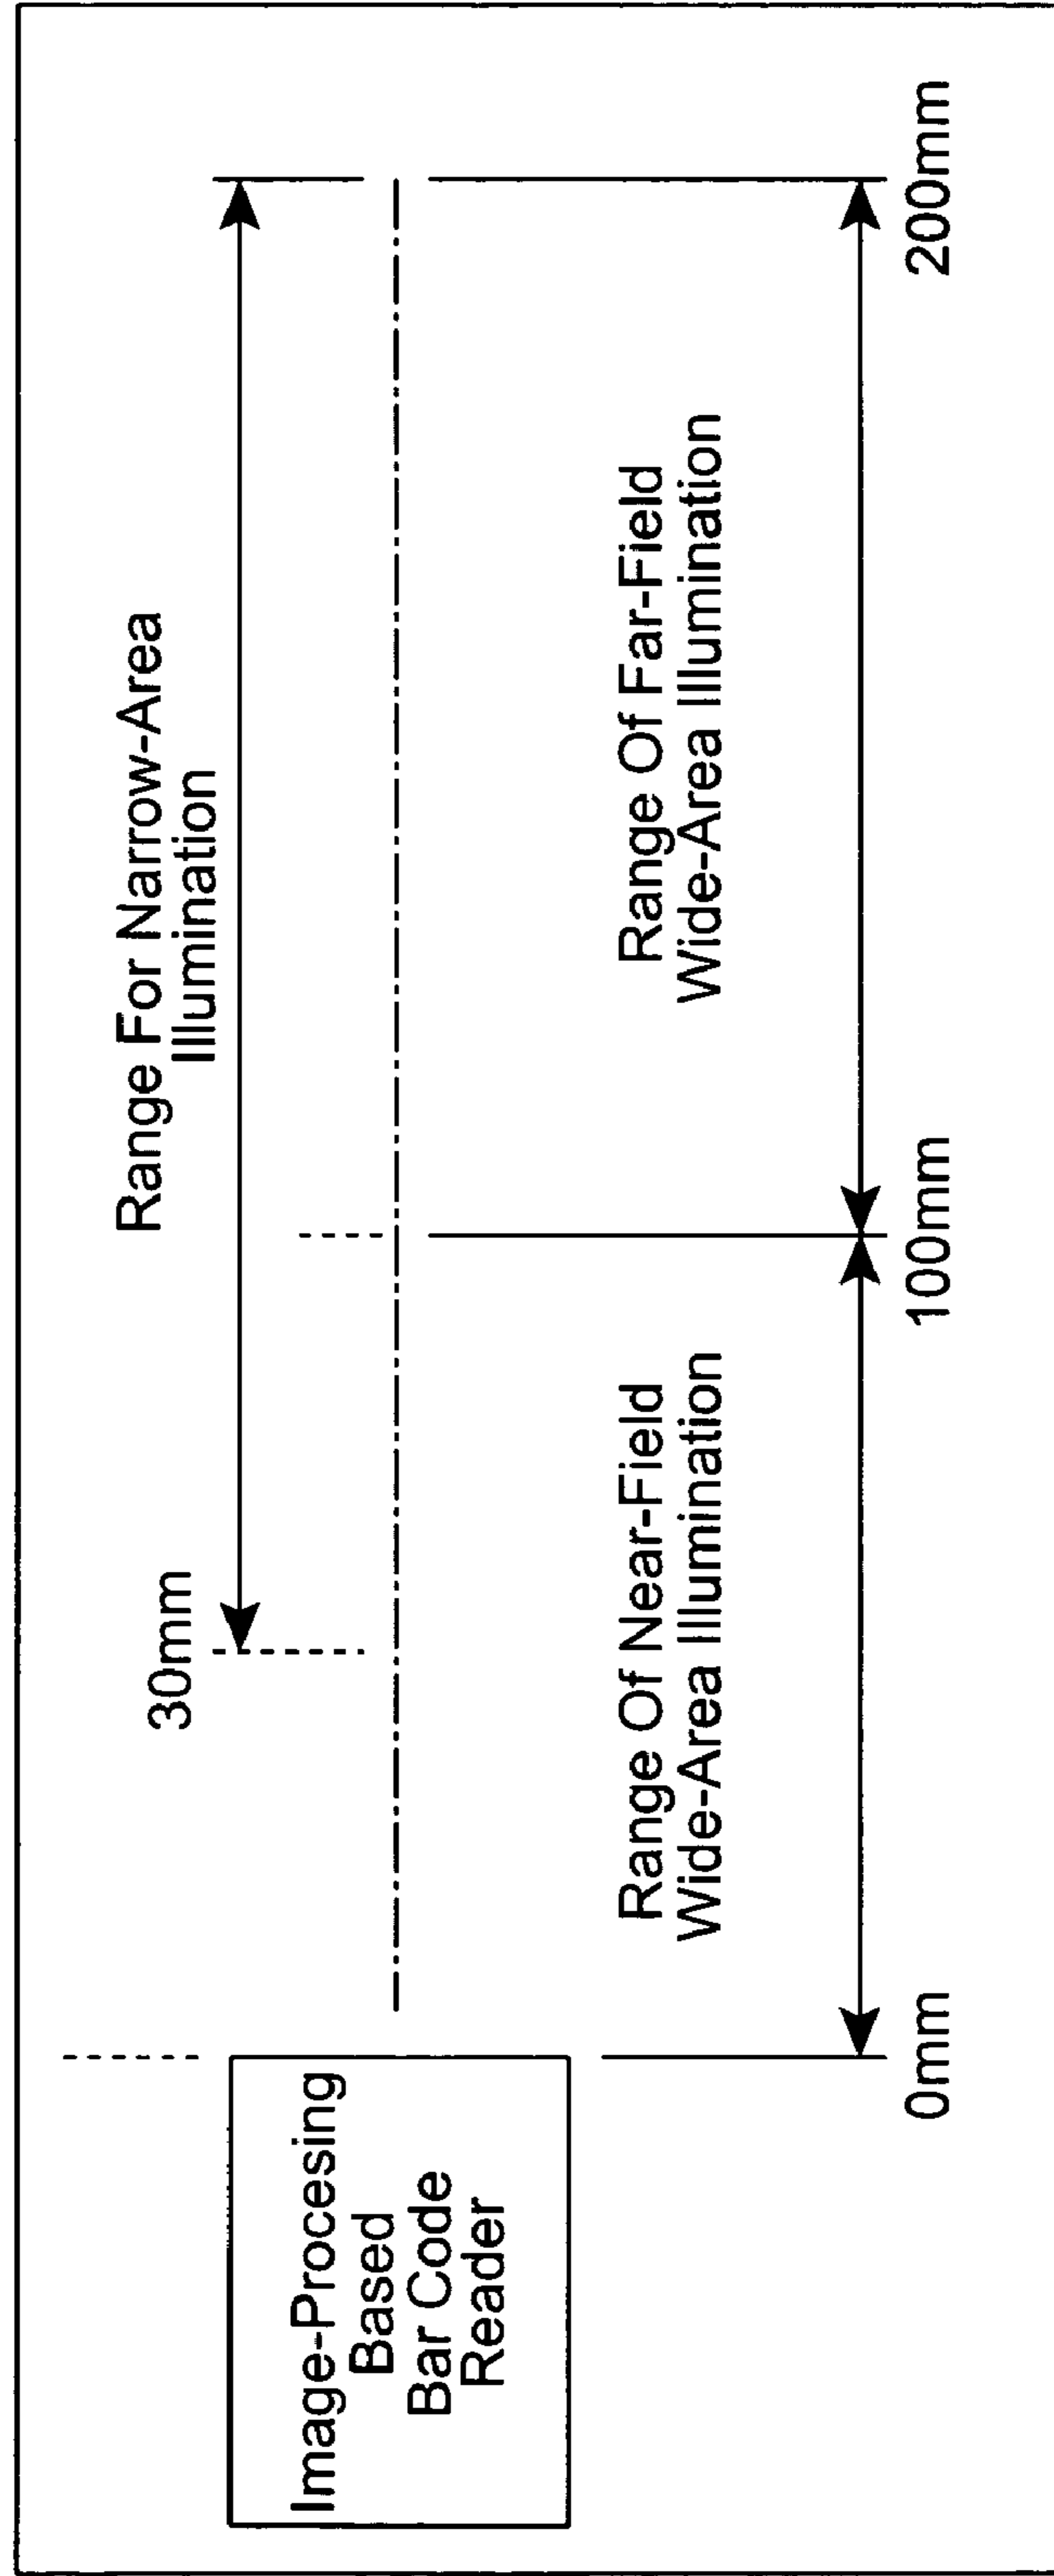 Image-Procesing
Based
Bar Code
Reader
Range For Narrow-Area
Illumination
30mm
Range Of Near-Field
Wide-Area Illumination
Range Of Far-Field
Wide-Area Illumination
0mm
100mm
200mm